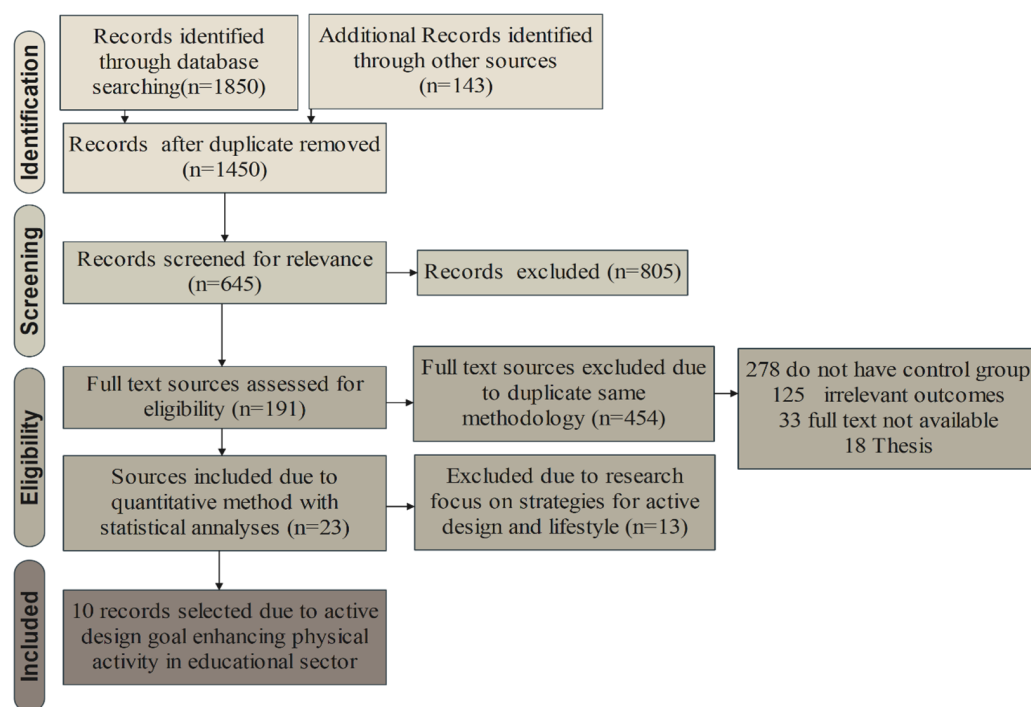 Identification
Records identified
through database
searching(n=1850)
Additional Records identified
through other sources
(n=143)
Records after duplicate removed
(n=1450)
Screening
Records screened for relevance
(n=645)
Records excluded (n=805)
Eligibility
Full text sources assessed for
eligibility (n=191)
Full text sources excluded due
to duplicate same
methodology (n=454)
278 do not have control group
125 irrelevant outcomes
33 full text not available
18 Thesis
Sources included due to
quantitative method with
statistical annalyses (n=23)
Excluded due to research
focus on strategies for active
design and lifestyle (n=13)
Included
10 records selected due to active
design goal enhancing physical
activity in educational sector